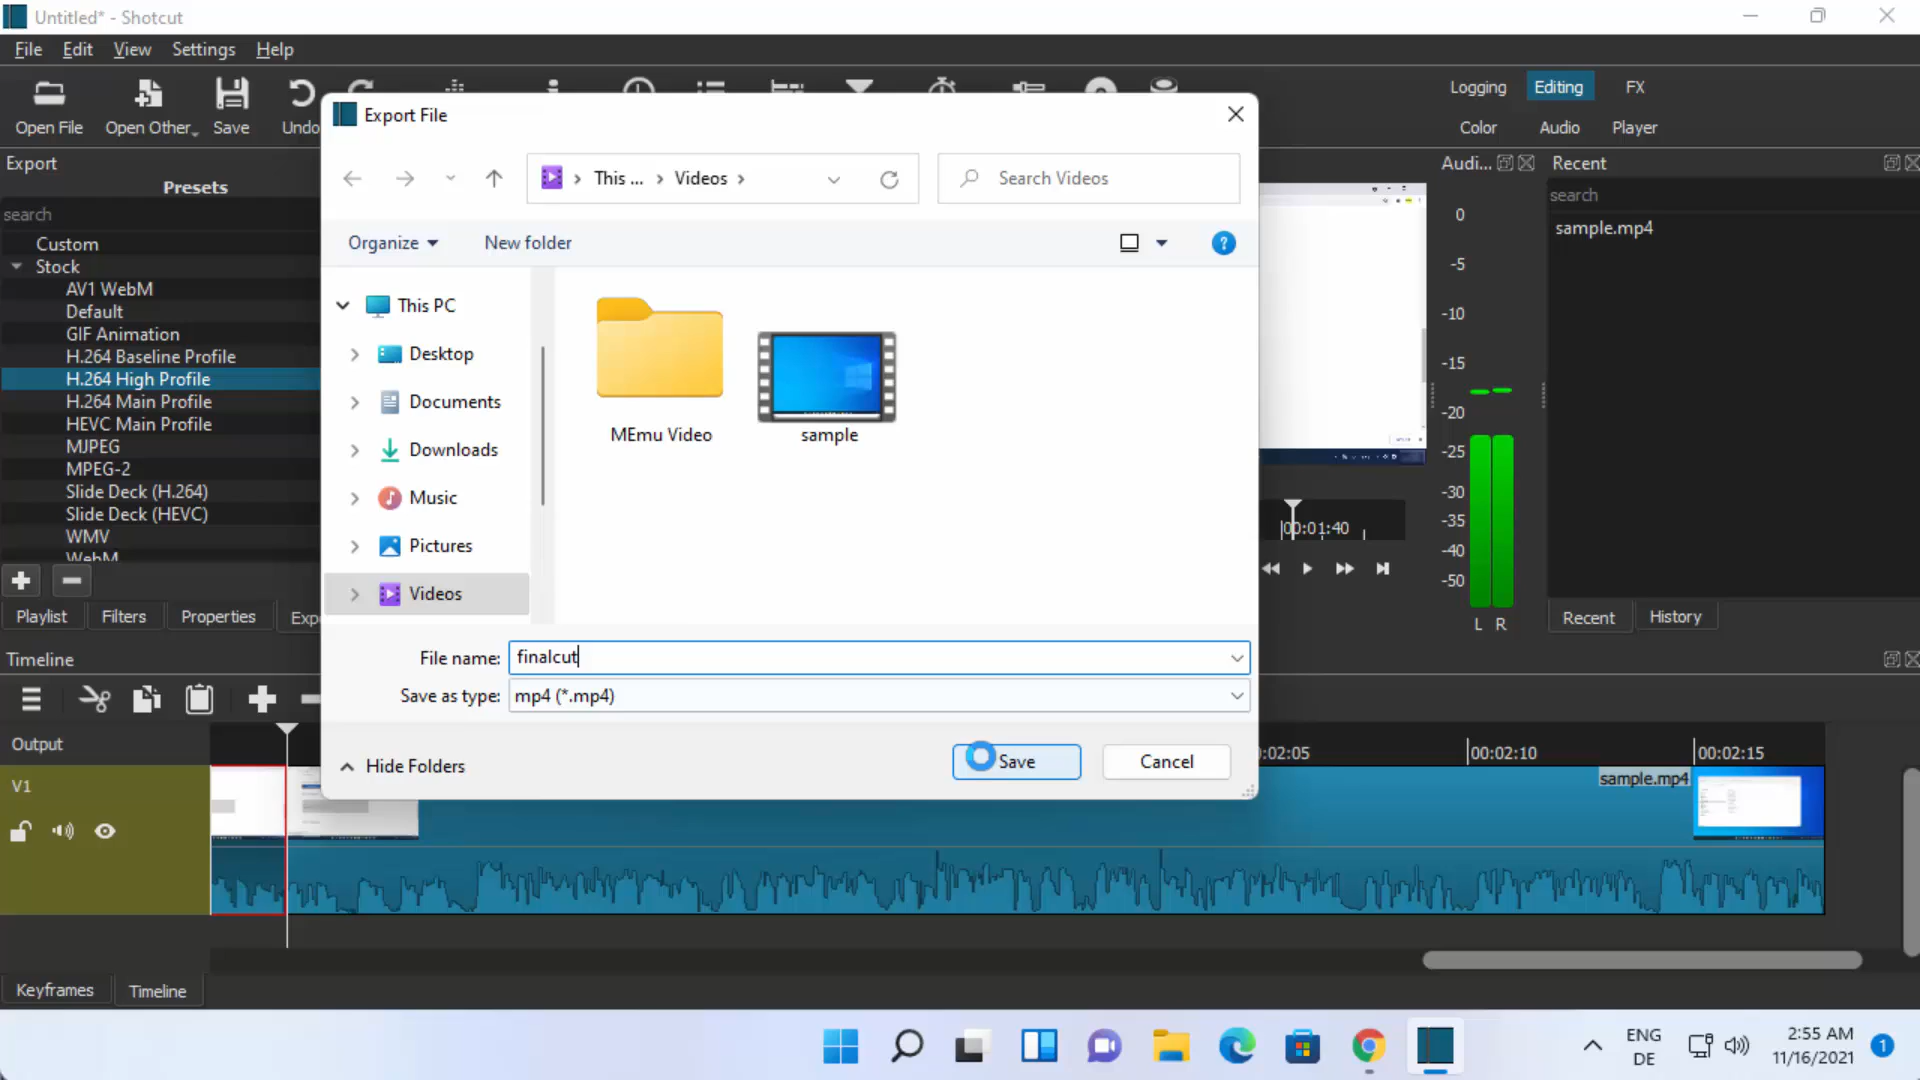 Untitled* - Shotcut
File Edit View Settings Help
Open File
Open Other
Save
Undo
Logging
Editing
FX
Color
Audio
Player
Export
Presets
search
Custom
Stock
AV1 WebM
Default
GIF Animation
H.264 Baseline Profile
H.264 High Profile
H.264 Main Profile
HEVC Main Profile
MJPEG
MPEG-2
Slide Deck (H.264)
Slide Deck (HEVC)
WMV
WebM
Playlist
Filters
Properties
Exp
Export File
This ... > Videos >
Search Videos
Organize
New folder
?
This PC
Desktop
Documents
Downloads
Music
Pictures
Videos
MEmu Video
sample
File name: finalcut
Save as type: mp4 (*.mp4)
Hide Folders
Save
Cancel
00:01:40
Audi...
0
-5
-10
-15
-20
-25
-30
-35
-40
-50
L R
Recent
search
sample.mp4
Recent
History
Timeline
Output
:02:05
00:02:10
00:02:15
V1
sample.mp4
Keyframes
Timeline
ENG
DE
2:55 AM
11/16/2021
1